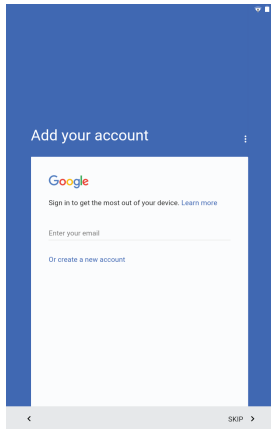 Add your account
Google
Sign in to get the most out of your device. Learn more
Enter your email
Or create a new account
SKIP